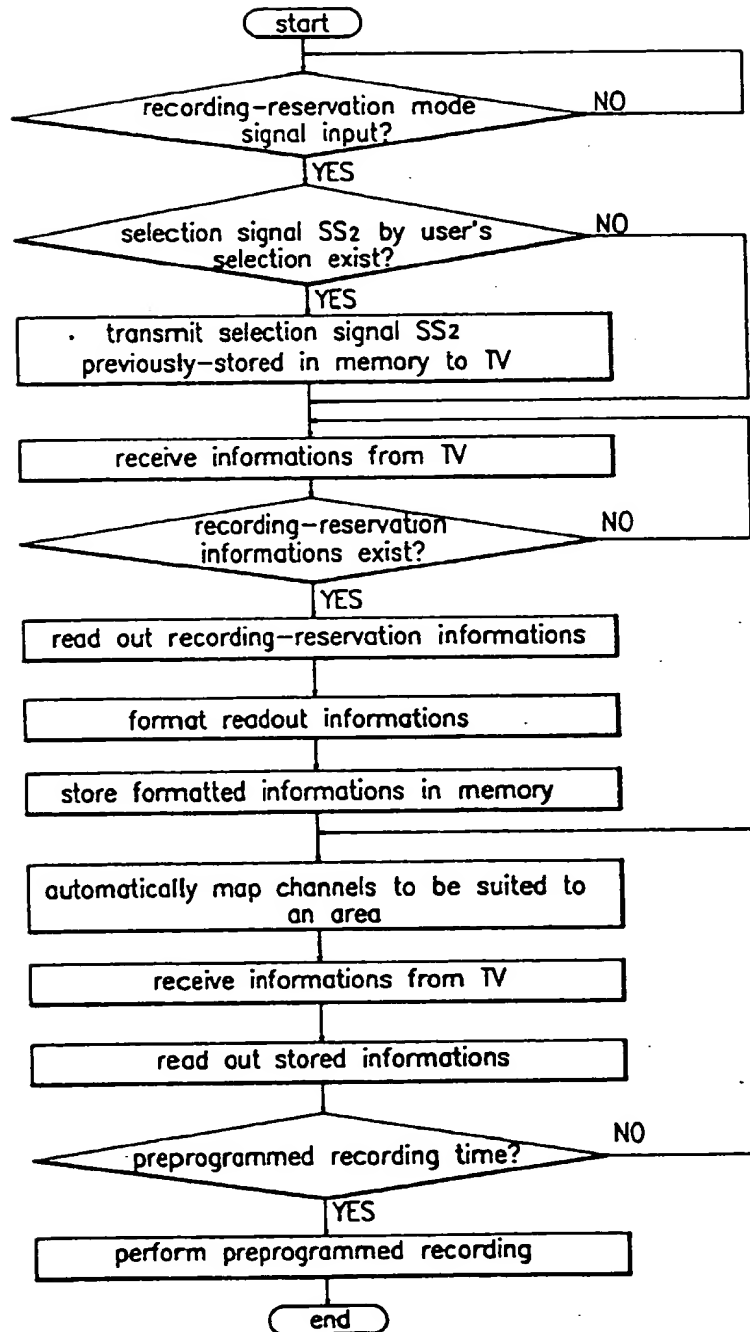 start
recording-reservation mode
signal input?
NO
YES
selection signal SS2 by user's
selection exist?
NO
YES
transmit selection signal SS2
previously-stored in memory to TV
receive informations from TV
recording-reservation
informations exist?
NO
YES
read out recording-reservation informations
format readout informations
store formatted informations in memory
automatically map channels to be suited to
an area
receive informations from TV
read out stored informations
preprogrammed recording time?
NO
YES
perform preprogrammed recording
end